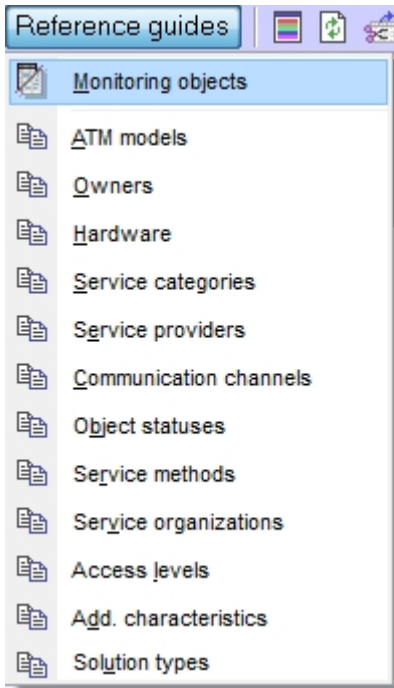 Reference guides
Monitoring objects
ATM models
Owners
Hardware
Service categories
Service providers
Communication channels
Object statuses
Service methods
Service organizations
Access levels
Add. characteristics
Solution types